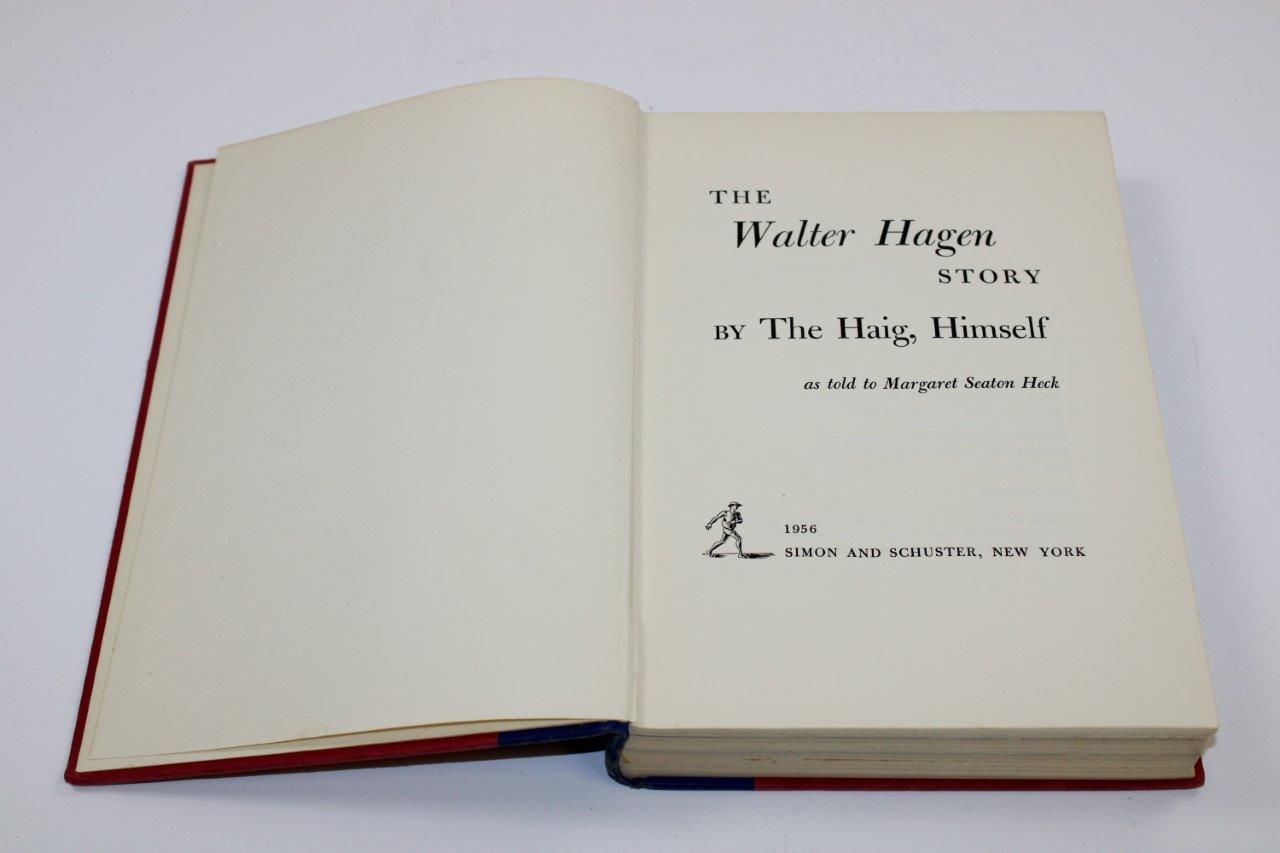 THE
Walter Hagen
STORY
BY The Haig, Himself
as told to Margaret Seaton Heck
1956
SIMON AND SCHUSTER, NEW YORK